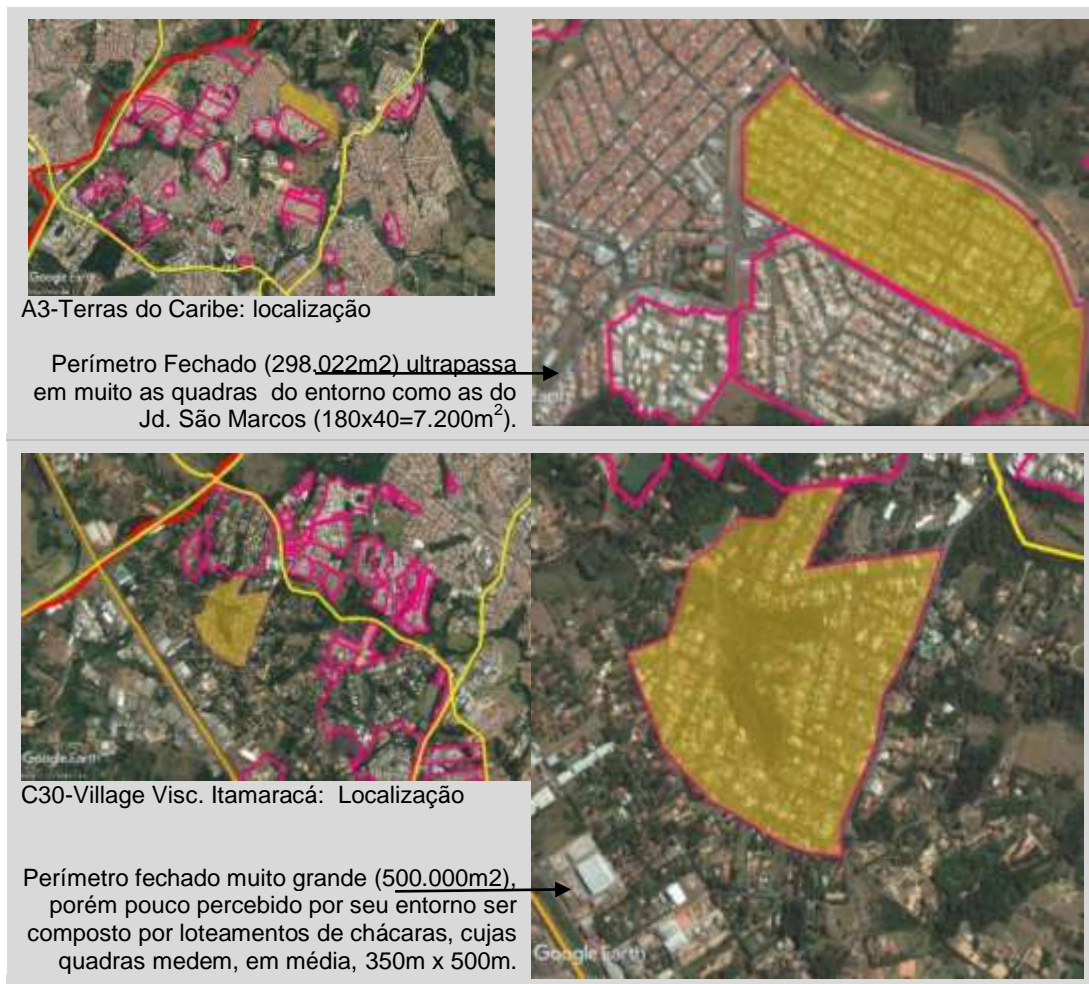 Google Earth
A3-Terras do Caribe: localização
Perímetro Fechado (298.022m2) ultrapassa
em muito as quadras do entorno como as do
Jd. São Marcos (180x40=7.200m²).
Google Earth
C30-Village Visc. Itamaracá: Localização
Perímetro fechado muito grande (500.000m2),
porém pouco percebido por seu entorno ser
composto por loteamentos de chácaras, cujas
quadras medem, em média, 350m x 500m.
Google Earth